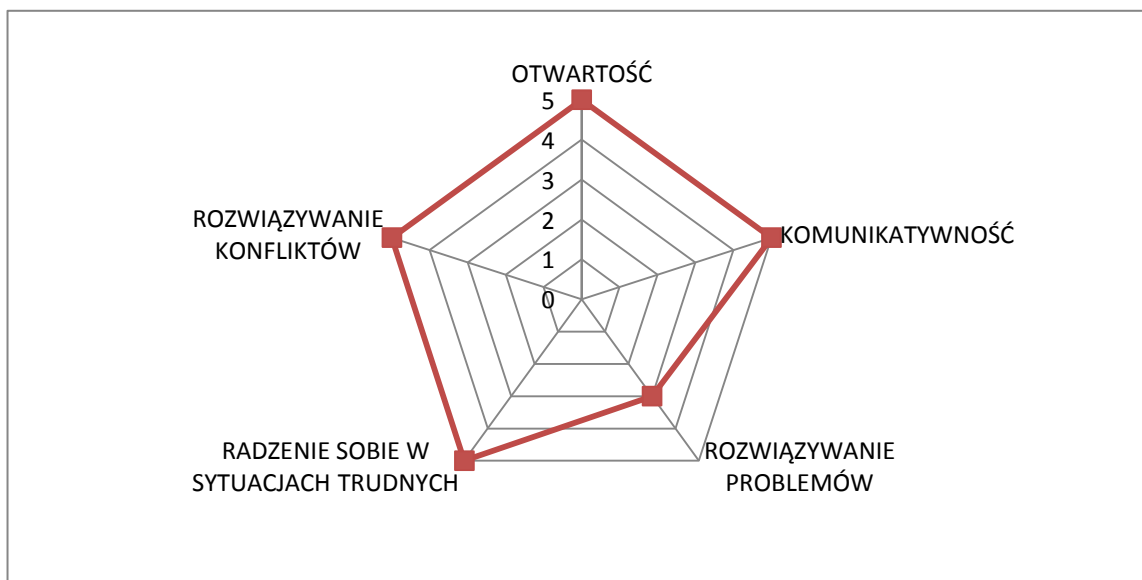 OTWARTOŚĆ
5
4
3
2
1
0
KOMUNIKATYWNOŚĆ
ROZWIĄZYWANIE
PROBLEMÓW
RADZENIE SOBIE W
SYTUACJACH TRUDNYCH
ROZWIĄZYWANIE
KONFLIKTÓW